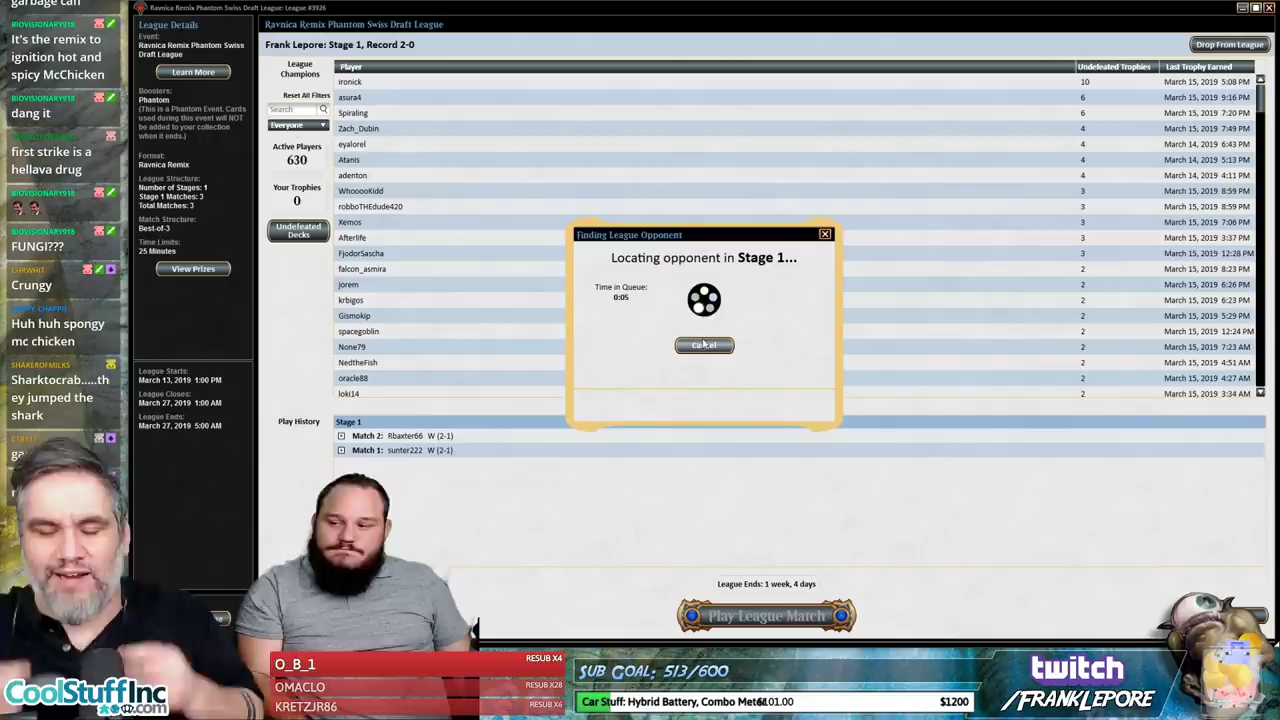 garbage can
BIOVISIONARY918
It's the remix to
ignition hot and
spicy McChicken
BIOVISIONARY918
dang it
first strike is a
hellava drug
BIOVISIONARY918
BIOVISIONARY918
FUNGI???
CHRWHIT
Crungy
CHAPPIE
Huh huh spongy
mc chicken
SHAKEROFMILKS
Sharktocrab.....th
ey jumped the
shark
Ravnica Remix Phantom Swiss Draft League: League #3926
League Details
Event:
Ravnica Remix Phantom Swiss
Draft League
Learn More
Boosters:
Phantom
(This is a Phantom Event. Cards
used during this event will NOT
be added to your collection
when it ends.)
Format:
Ravnica Remix
League Structure:
Number of Stages: 1
Stage 1 Matches: 3
Total Matches: 3
Match Structure:
Best-of-3
Time Limits:
25 Minutes
View Prizes
League Starts:
March 13, 2019 1:00 PM
League Closes:
March 27, 2019 1:00 AM
League Ends:
March 27, 2019 5:00 AM
Ravnica Remix Phantom Swiss Draft League
Frank Lepore: Stage 1, Record 2-0
Drop From League
League
Champions
Reset All Filters
Search
Everyone
Active Players
630
Your Trophies
0
Undefeated
Decks
Player Undefeated Trophies Last Trophy Earned
ironick 10 March 15, 2019 5:08 PM
asura4 6 March 15, 2019 9:16 PM
Spiraling 6 March 15, 2019 7:20 PM
Zach_Dubin 4 March 15, 2019 7:49 PM
eyalorel 4 March 14, 2019 6:43 PM
Atanis 4 March 14, 2019 5:13 PM
adenton 4 March 14, 2019 4:11 PM
WhooooKidd 3 March 15, 2019 8:59 PM
robboTHEdude420 3 March 15, 2019 8:59 PM
Xemos 3 March 15, 2019 7:06 PM
Afterlife 3 March 15, 2019 3:37 PM
FjodorSascha 3 March 15, 2019 12:28 PM
falcon_asmira 2 March 15, 2019 8:23 PM
jorem 2 March 15, 2019 6:26 PM
krbigos 2 March 15, 2019 6:23 PM
Gismokip 2 March 15, 2019 5:29 PM
spacegoblin 2 March 15, 2019 12:24 PM
None79 2 March 15, 2019 7:23 AM
NedtheFish 2 March 15, 2019 4:51 AM
oracle88 2 March 15, 2019 4:27 AM
loki14 2 March 15, 2019 3:34 AM
Finding League Opponent
Locating opponent in Stage 1...
Time in Queue:
0:05
Play History
Stage 1
Match 2: Rbaxter66 W (2-1)
Match 1: sunter222 W (2-1)
League Ends: 1 week, 4 days
Play League Match
O_B_1 RESUB X4
OMACLO RESUB X28
KRETZJR86 RESUB X6
SUB GOAL: 513/600
Car Stuff: Hybrid Battery, Combo Mete $101.00 $1200
twitch
/FRANKLEPORE
CoolStuffInc
.com